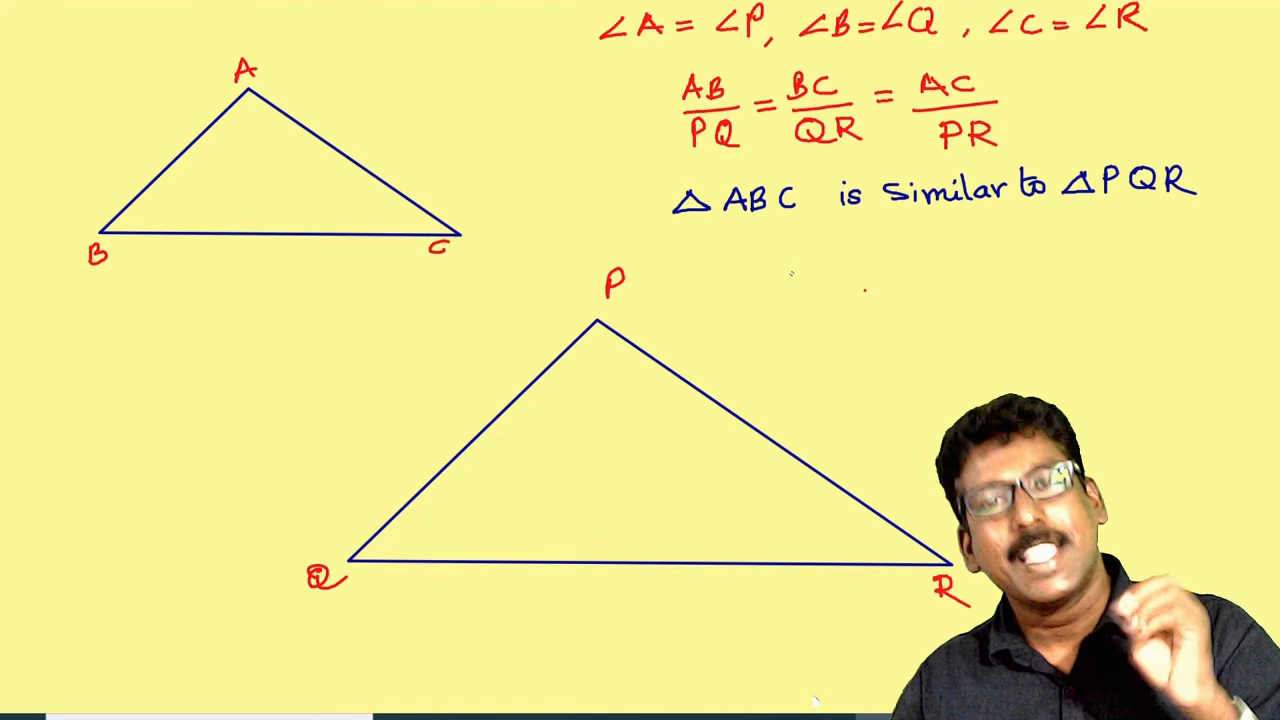 ∠A = ∠P, ∠B = ∠Q , ∠C = ∠R
AB/PQ = BC/QR = AC/PR
△ ABC is similar to △PQR
A
B
C
P
Q
R